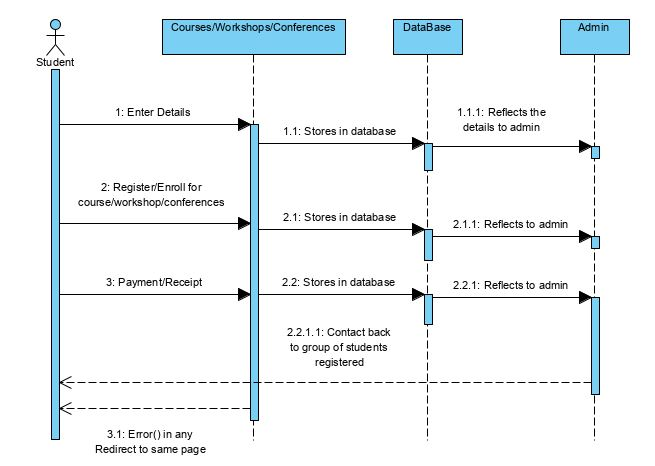 Courses/Workshops/Conferences
DataBase
Admin
Student
1: Enter Details
1.1: Stores in database
1.1.1: Reflects the
details to admin
2: Register/Enroll for
course/workshop/conferences
2.1: Stores in database
2.1.1: Reflects to admin
3: Payment/Receipt
2.2: Stores in database
2.2.1: Reflects to admin
2.2.1.1: Contact back
to group of students
registered
3.1: Error() in any
Redirect to same page